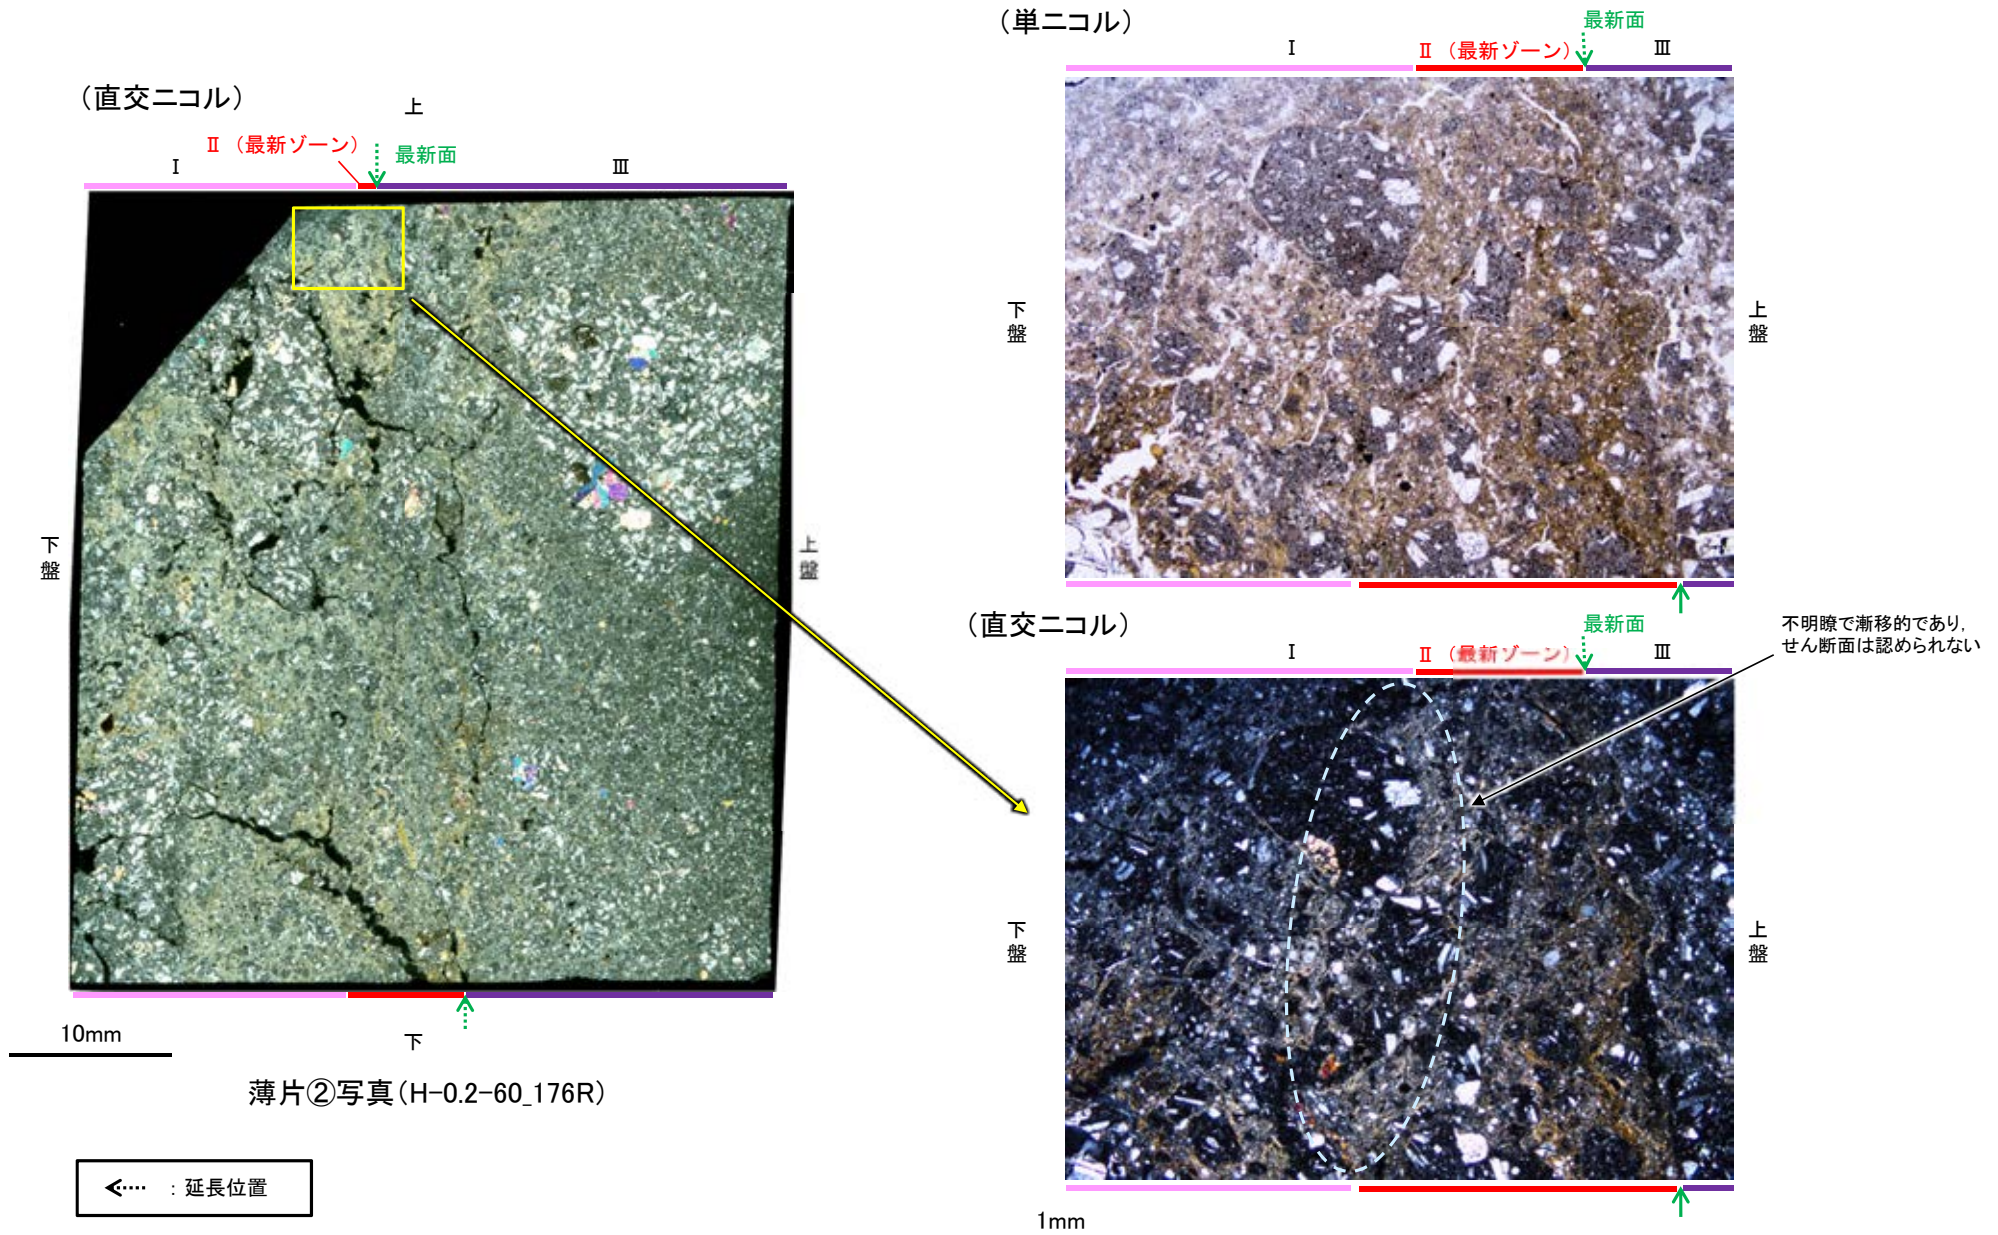 （直交ニコル）
上
Ⅱ（最新ゾーン）
最新面
Ⅰ
Ⅲ
下盤
上盤
下
10mm
薄片②写真（H-0.2-60_176R）
：延長位置
（単ニコル）
最新面
Ⅰ
Ⅱ（最新ゾーン）
Ⅲ
下盤
上盤
（直交ニコル）
最新面
Ⅰ
Ⅱ（最新ゾーン）
Ⅲ
不明瞭で漸移的であり，
せん断面は認められない
下盤
上盤
1mm